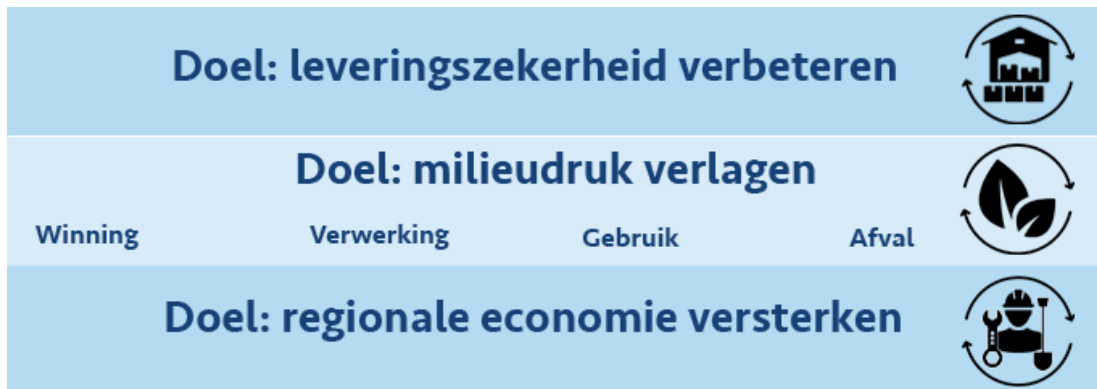 Doel: leveringszekerheid verbeteren
Doel: milieudruk verlagen
Winning Verwerking Gebruik Afval
Doel: regionale economie versterken